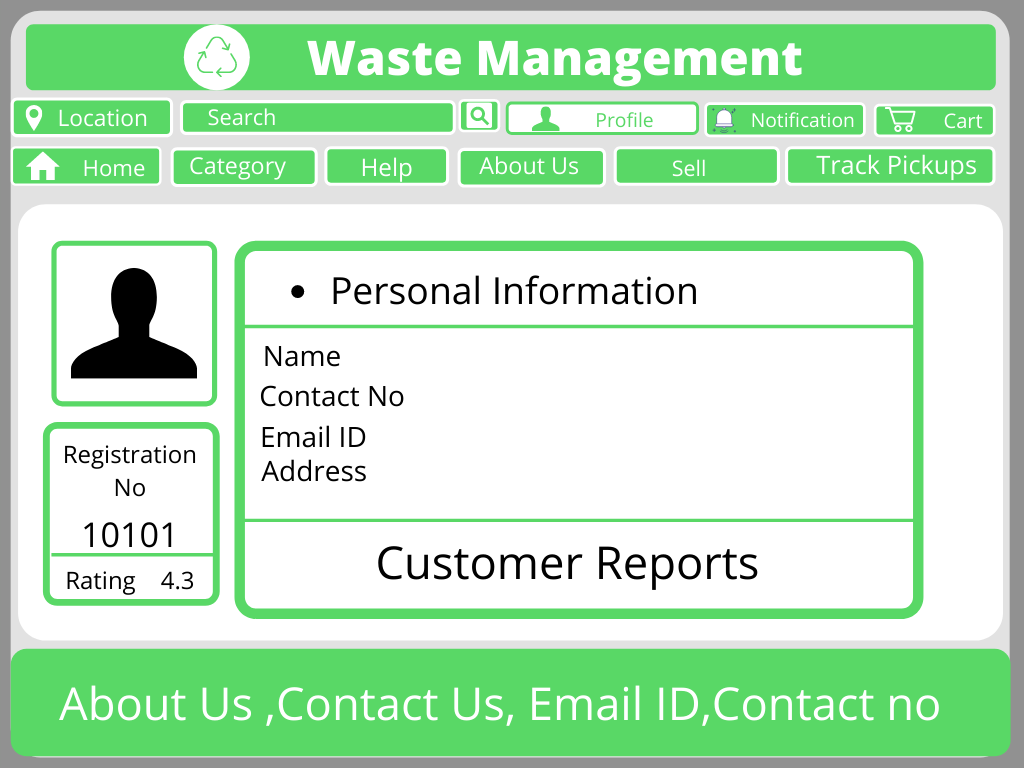 Waste Management
Location
Search
Profile
Notification
Cart
Home
Category
Help
About Us
Sell
Track Pickups
• Personal Information
Name
Contact No
Email ID
Address
Registration
No
10101
Rating 4.3
Customer Reports
About Us ,Contact Us, Email ID,Contact no